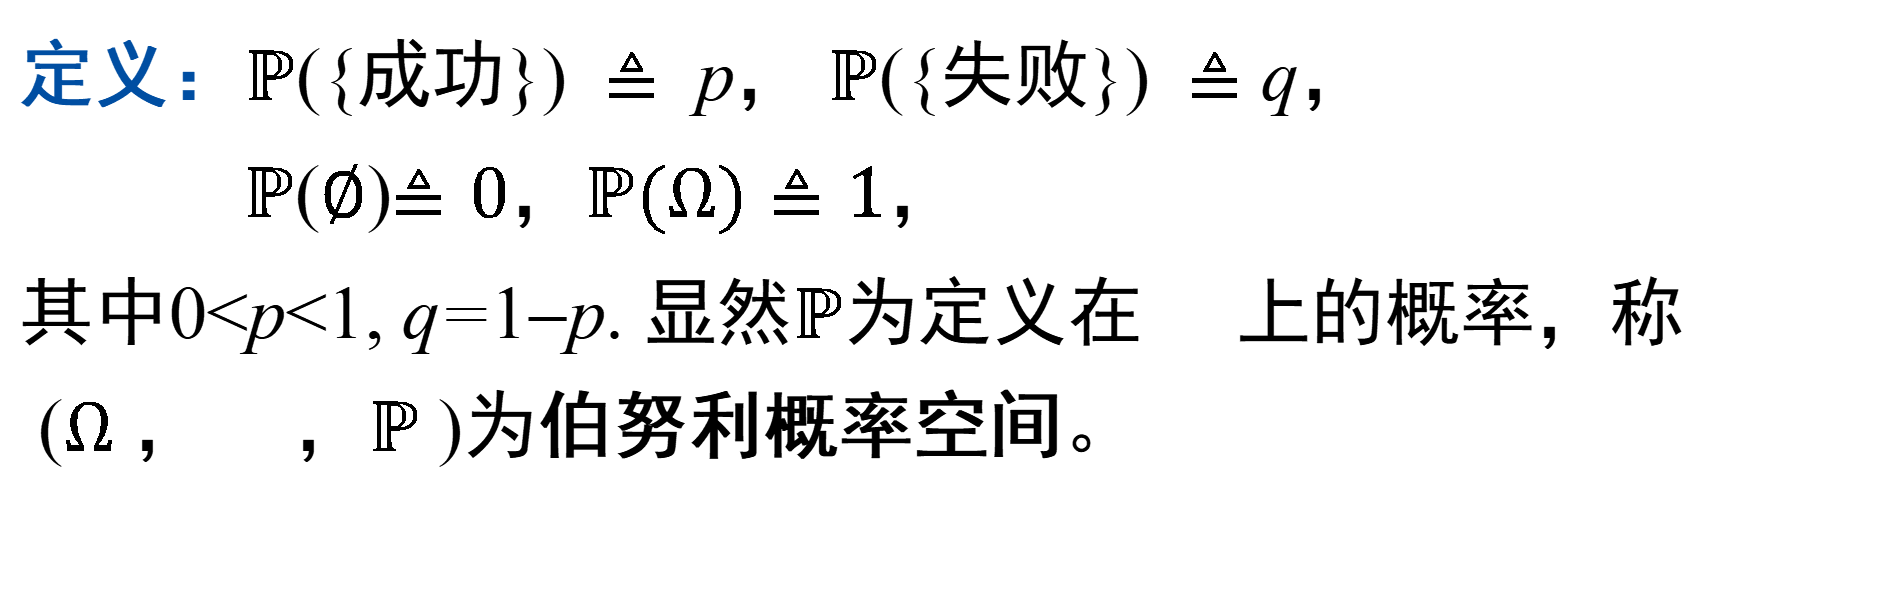 定义：ℙ({成功}) ≜ p，ℙ({失败}) ≜ q，
ℙ(∅)≜ 0，ℙ(Ω) ≜ 1，
其中0<p<1, q=1−p. 显然ℙ为定义在 上的概率，称
(Ω ， ，ℙ )为伯努利概率空间。